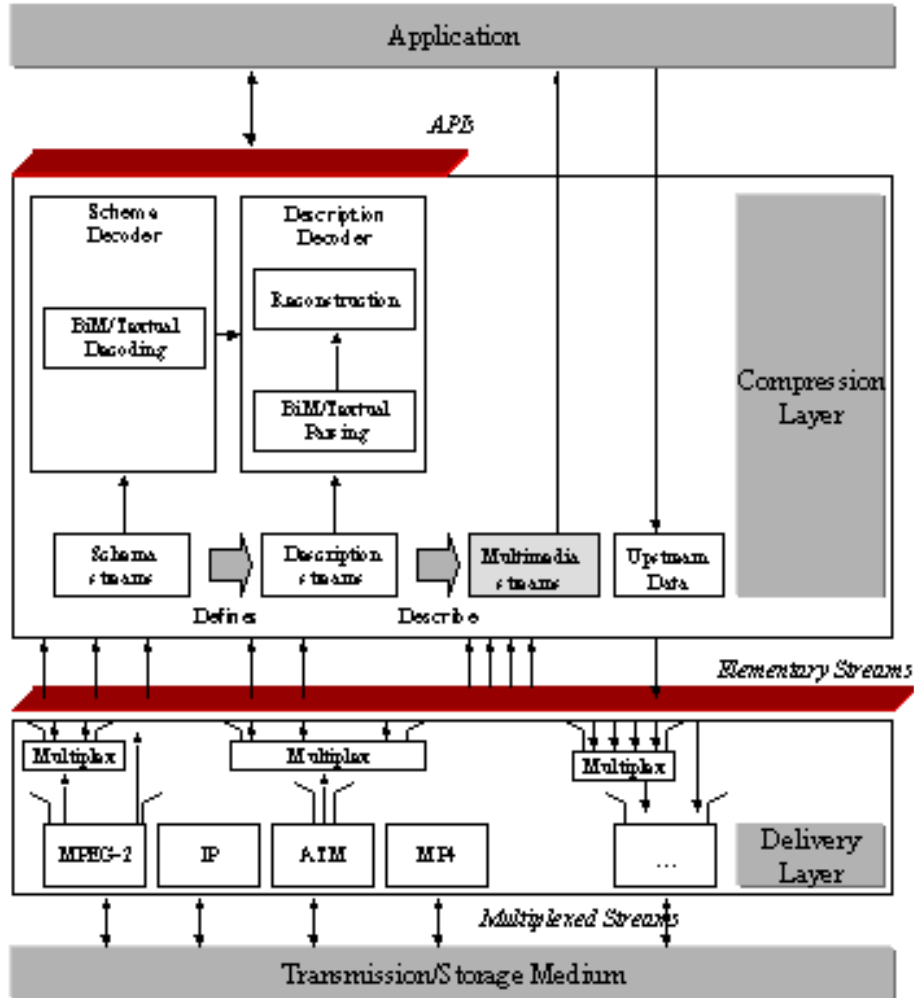 Application
APIs
Schema
Decoder
Description
Decoder
Reconstruction
BiM/Textual
Decoding
BiM/Textual
Parsing
Compression
Layer
Schema
streams
Description
streams
Multimedia
streams
Upstream
Data
Defines
Describe
Elementary Streams
Multiplex
Multiplex
Multiplex
MPEG-2
IP
ATM
MP4
...
Delivery
Layer
Multiplexed Streams
Transmission/Storage Medium